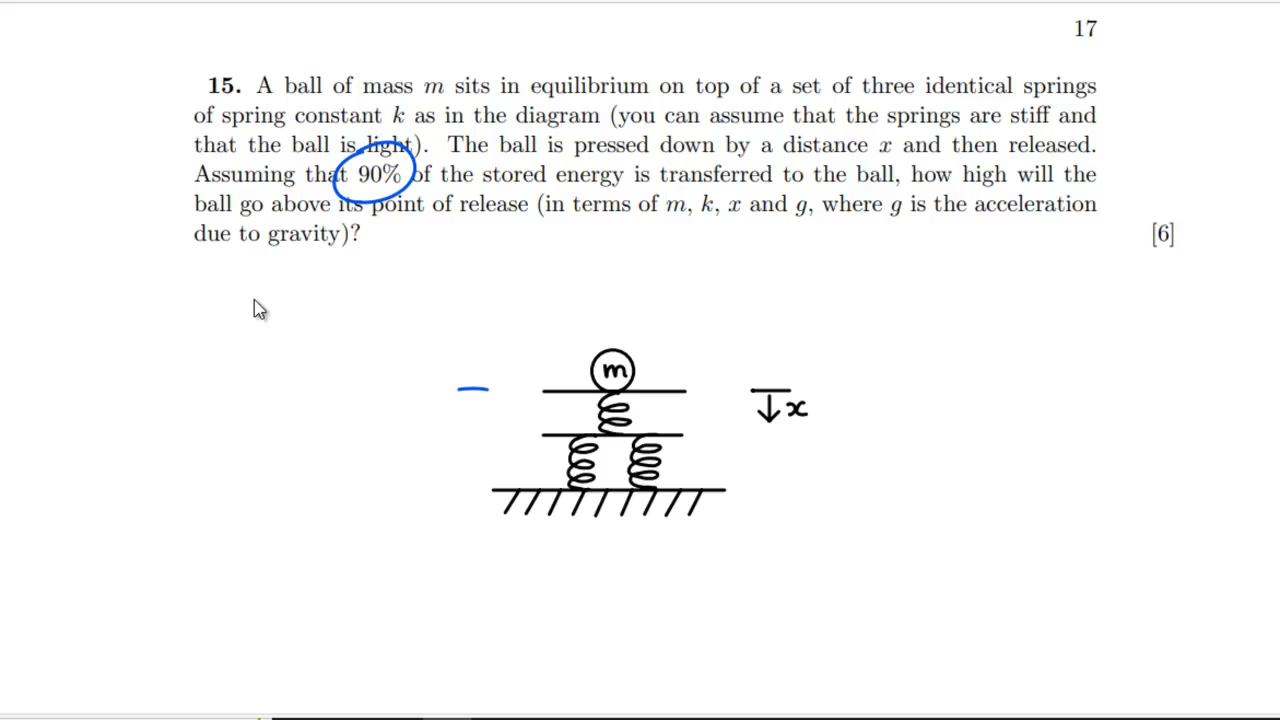 17
15. A ball of mass m sits in equilibrium on top of a set of three identical springs
of spring constant k as in the diagram (you can assume that the springs are stiff and
that the ball is light). The ball is pressed down by a distance x and then released.
Assuming that 90% of the stored energy is transferred to the ball, how high will the
ball go above its point of release (in terms of m, k, x and g, where g is the acceleration
due to gravity)?
[6]
m
x